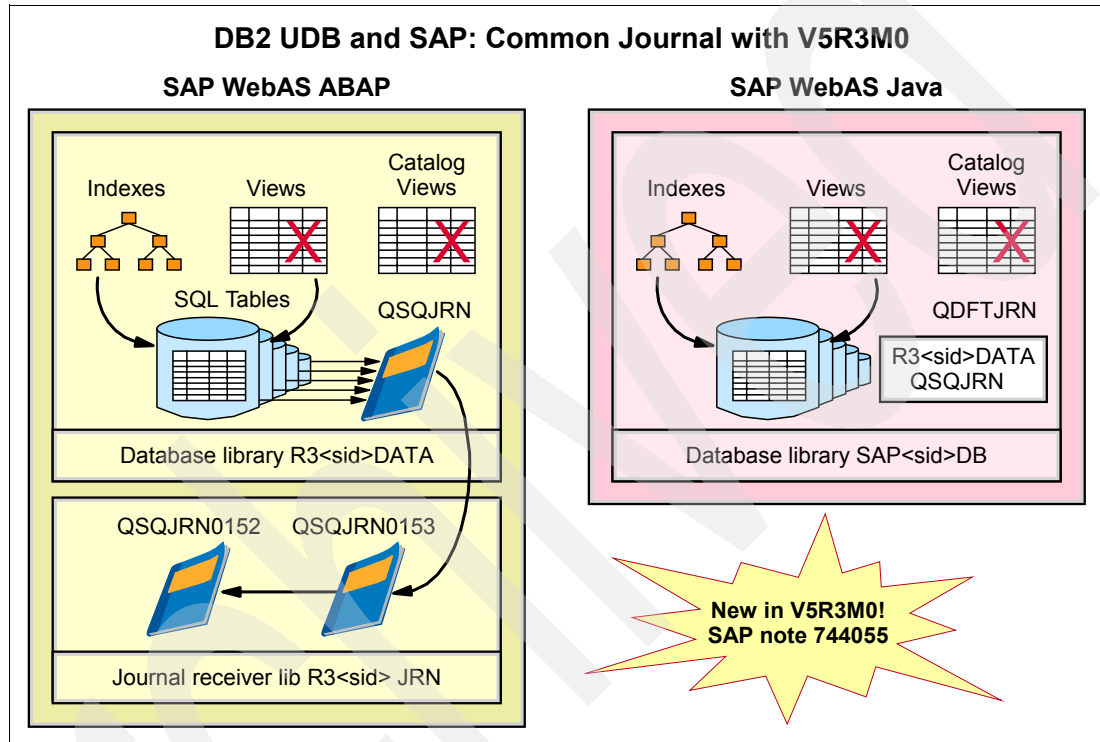 DB2 UDB and SAP: Common Journal with V5R3M0
SAP WebAS ABAP
Indexes
Views
Catalog
Views
SQL Tables
QSQJRN
Database library R3<sid>DATA
QSQJRN0152
QSQJRN0153
Journal receiver lib R3<sid> JRN
SAP WebAS Java
Indexes
Views
Catalog
Views
QDFTJRN
R3<sid>DATA
QSQJRN
Database library SAP<sid>DB
New in V5R3M0!
SAP note 744055